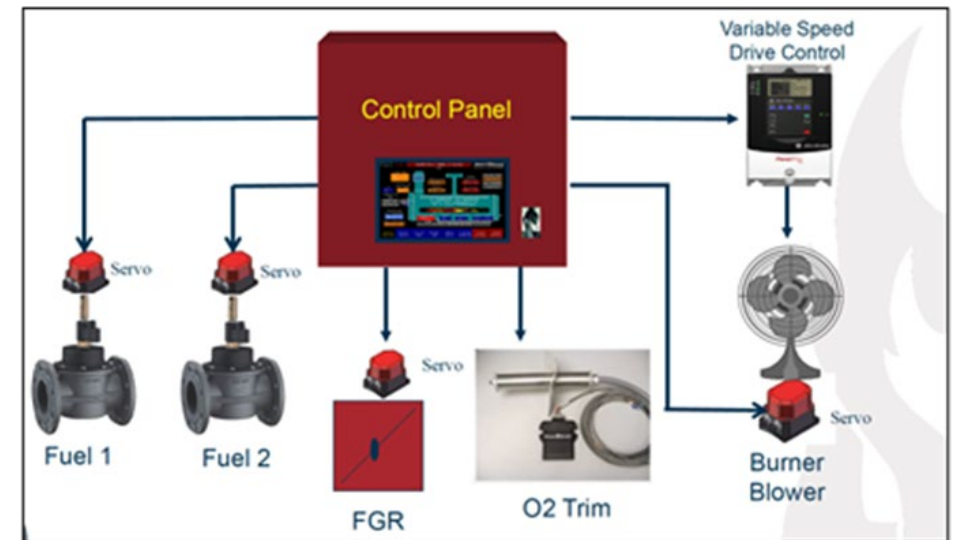 Variable Speed
Drive Control
Control Panel
Servo
Servo
Servo
Servo
Fuel 1
Fuel 2
FGR
O2 Trim
Burner
Blower